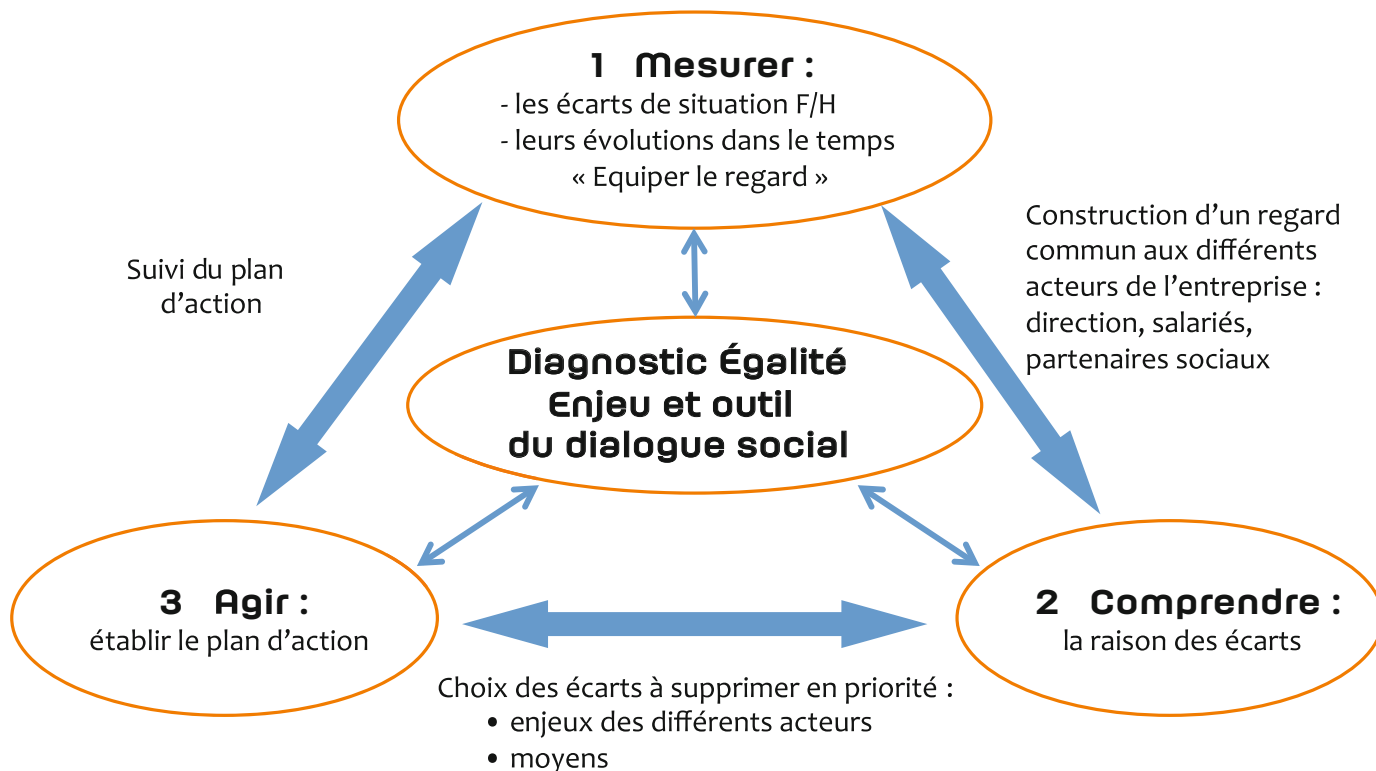 1 Mesurer :
- les écarts de situation F/H
- leurs évolutions dans le temps
« Equiper le regard »
Construction d’un regard
commun aux différents
acteurs de l’entreprise :
direction, salariés,
partenaires sociaux
Suivi du plan
d’action
Diagnostic Égalité
Enjeu et outil
du dialogue social
3 Agir :
établir le plan d’action
2 Comprendre :
la raison des écarts
Choix des écarts à supprimer en priorité :
• enjeux des différents acteurs
• moyens